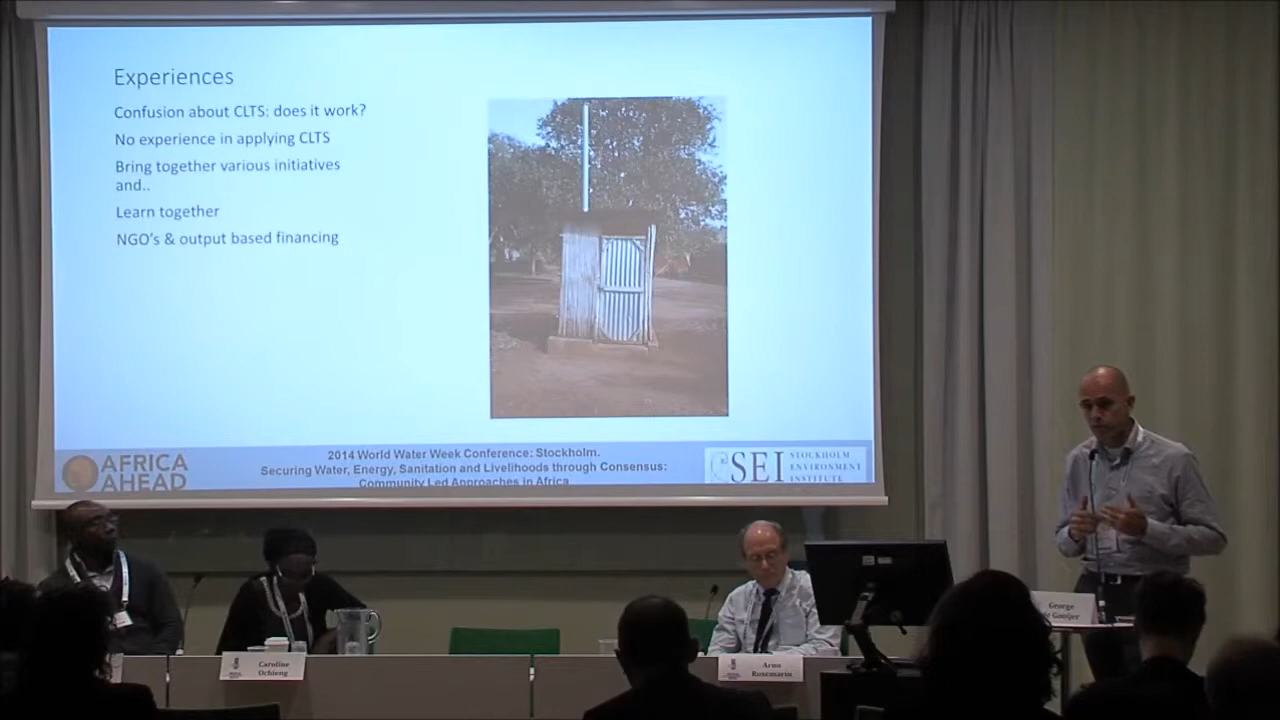 Experiences
Confusion about CLTS: does it work?
No experience in applying CLTS
Bring together various initiatives
and..
Learn together
NGO's & output based financing
AFRICA
AHEAD
2014 World Water Week Conference: Stockholm.
Securing Water, Energy, Sanitation and Livelihoods through Consensus:
Community Led Approaches in Africa
SEI
STOCKHOLM
ENVIRONMENT
INSTITUTE
Caroline
Ochieng
Arno
Rosemarin
George
de Gooijer